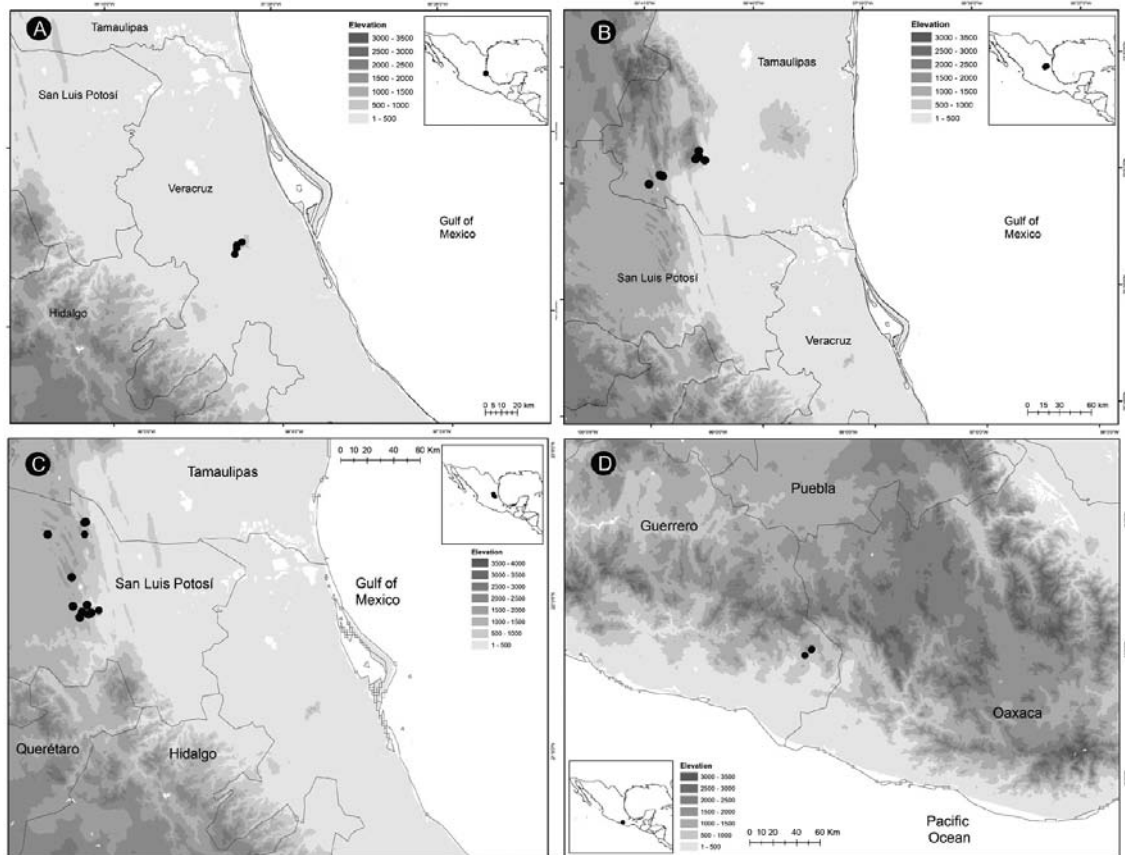 A
Tamaulipas
San Luis Potosí
Veracruz
Hidalgo
Gulf of
Mexico
Elevation
3000 - 3500
2500 - 3000
2000 - 2500
1500 - 2000
1000 - 1500
500 - 1000
1 - 500
0 5 10 20 km
B
Tamaulipas
San Luis Potosí
Veracruz
Gulf of
Mexico
Elevation
3000 - 3500
2500 - 3000
2000 - 2500
1500 - 2000
1000 - 1500
500 - 1000
1 - 500
0 15 30 60 km
C
Tamaulipas
San Luis Potosí
Querétaro
Hidalgo
Gulf of
Mexico
0 10 20 40 60 Km
Elevation
3500 - 4000
3000 - 3500
2500 - 3000
2000 - 2500
1500 - 2000
1000 - 1500
500 - 1000
1 - 500
D
Puebla
Guerrero
Oaxaca
Pacific
Ocean
Elevation
3000 - 3500
2500 - 3000
2000 - 2500
1500 - 2000
1000 - 1500
500 - 1000
1 - 500
0 10 20 40 60 Km